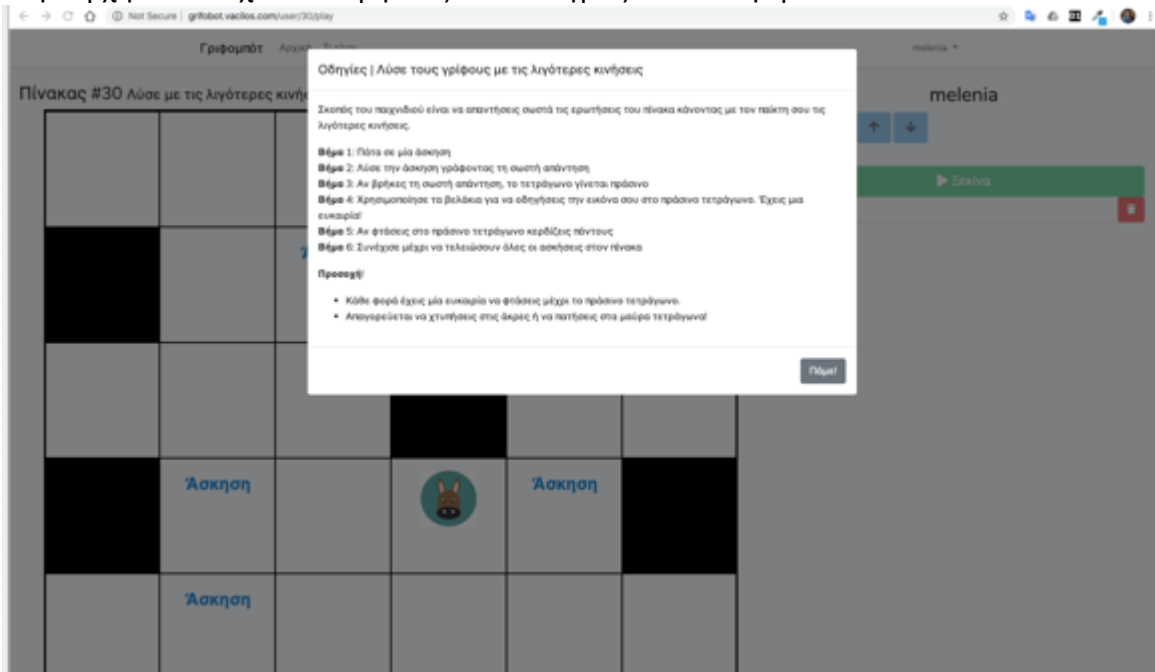 Not Secure | grifobot.vacilos.com/user/30/play
Γριφομπότ
melenia
Πίνακας #30 Λύσε με τις λιγότερες
melenia
Οδηγίες | Λύσε τους γρίφους με τις λιγότερες κινήσεις
Σκοπός του παιχνιδιού είναι να απαντήσεις σωστά τις ερωτήσεις του πίνακα κάνοντας με τον παίκτη σου τις
λιγότερες κινήσεις.
Βήμα 1: Πάτα σε μία άσκηση
Βήμα 2: Λύσε την άσκηση γράφοντας τη σωστή απάντηση
Βήμα 3: Αν βρήκες τη σωστή απάντηση, το τετράγωνο γίνεται πράσινο
Βήμα 4: Χρησιμοποίησε τα βελάκια για να οδηγήσεις την εικόνα σου στο πράσινο τετράγωνο. Έχεις μια
ευκαιρία!
Βήμα 5: Αν φτάσεις στο πράσινο τετράγωνο κερδίζεις πόντους
Βήμα 6: Συνέχισε μέχρι να τελειώσουν όλες οι ασκήσεις στον πίνακα
Προσοχή!
• Κάθε φορά έχεις μία ευκαιρία να φτάσεις μέχρι το πράσινο τετράγωνο.
• Απαγορεύεται να χτυπήσεις στις άκρες ή να πατήσεις στα μαύρα τετράγωνα!
Πάμε!
Ξεκίνα
Άσκηση
Άσκηση
Άσκηση